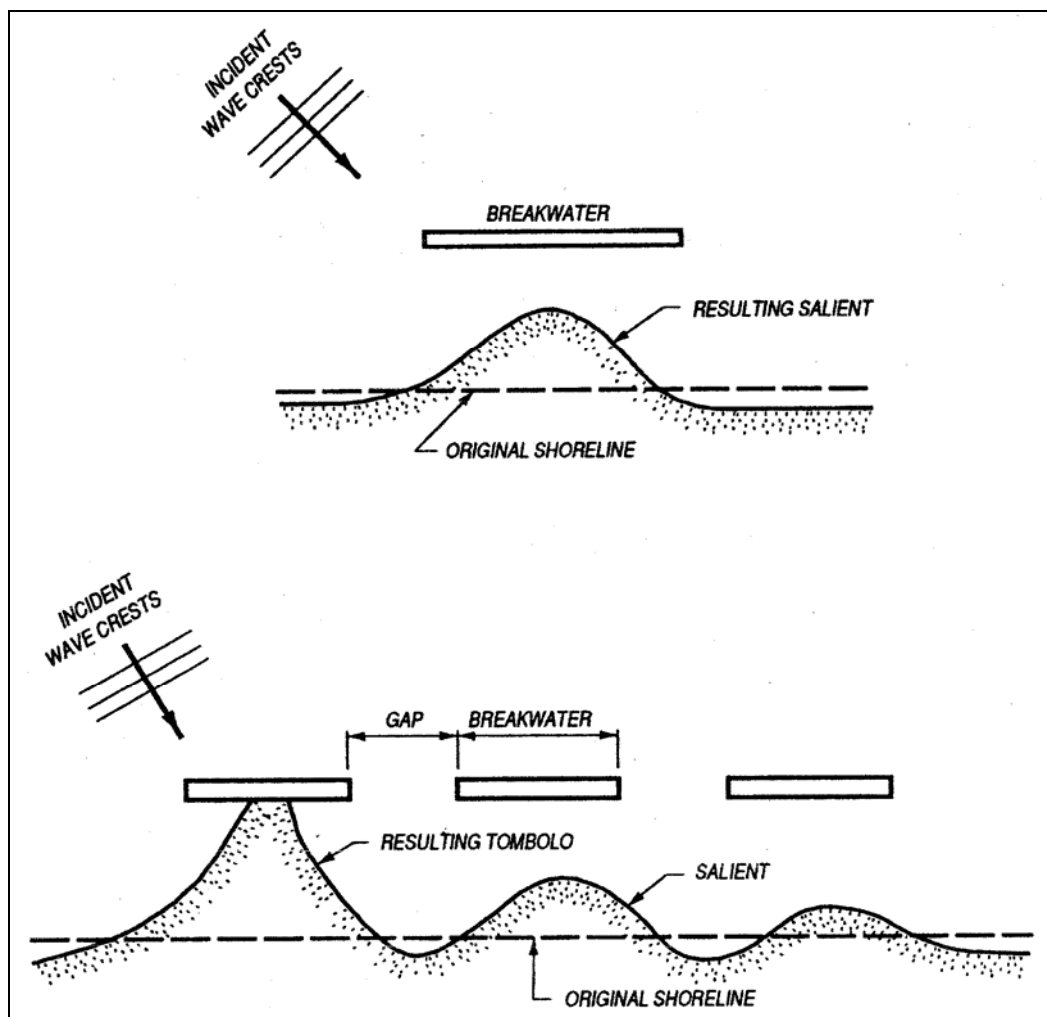 INCIDENT
WAVE CRESTS
BREAKWATER
RESULTING SALIENT
ORIGINAL SHORELINE
INCIDENT
WAVE CRESTS
GAP
BREAKWATER
RESULTING TOMBOLO
SALIENT
ORIGINAL SHORELINE